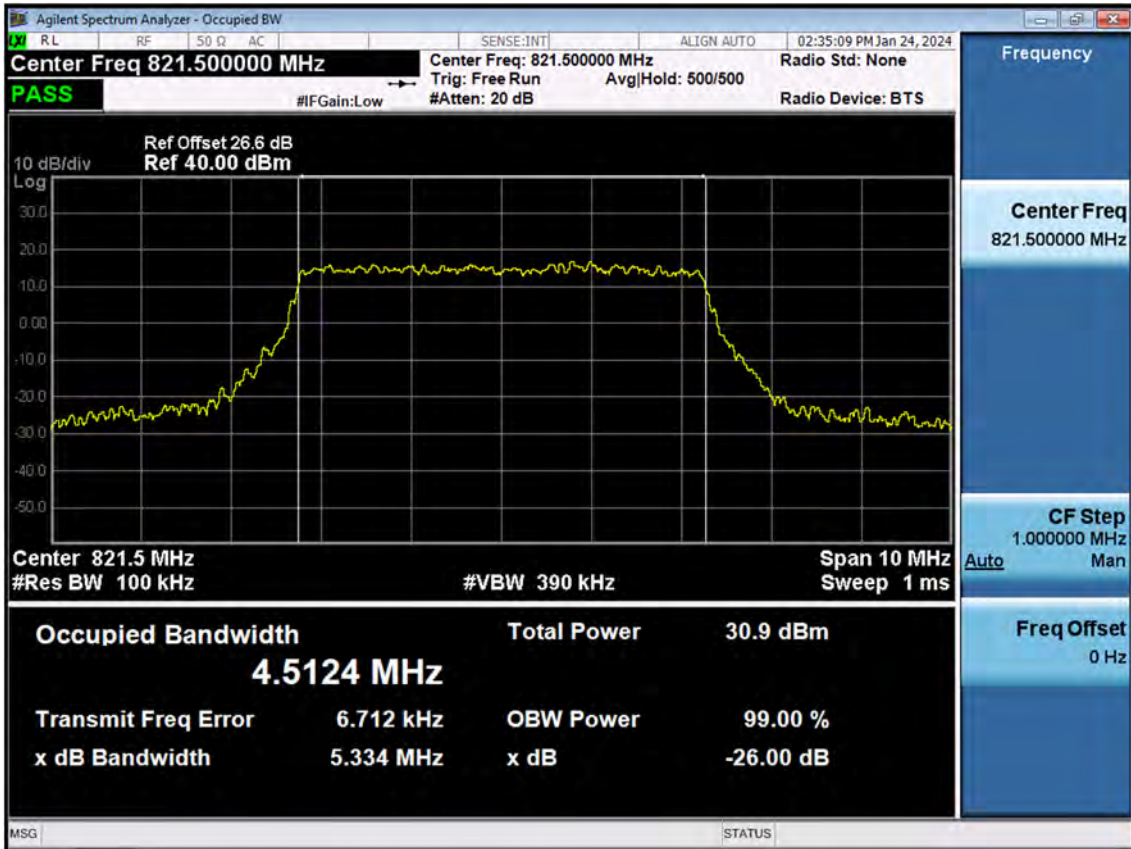 Agilent Spectrum Analyzer - Occupied BW
LXI RL RF 50 Ω AC SENSE:INT ALIGN AUTO 02:35:09 PM Jan 24, 2024
Center Freq 821.500000 MHz
Center Freq: 821.500000 MHz Radio Std: None
Trig: Free Run Avg|Hold: 500/500
PASS #IFGain:Low #Atten: 20 dB Radio Device: BTS
Ref Offset 26.6 dB
10 dB/div Ref 40.00 dBm
Log
30.0
20.0
10.0
0.00
-10.0
-20.0
-30.0
-40.0
-50.0
Center 821.5 MHz Span 10 MHz
#Res BW 100 kHz #VBW 390 kHz Sweep 1 ms
Occupied Bandwidth Total Power 30.9 dBm
4.5124 MHz
Transmit Freq Error 6.712 kHz OBW Power 99.00 %
x dB Bandwidth 5.334 MHz x dB -26.00 dB
MSG STATUS
Frequency
Center Freq
821.500000 MHz
CF Step
1.000000 MHz
Auto Man
Freq Offset
0 Hz